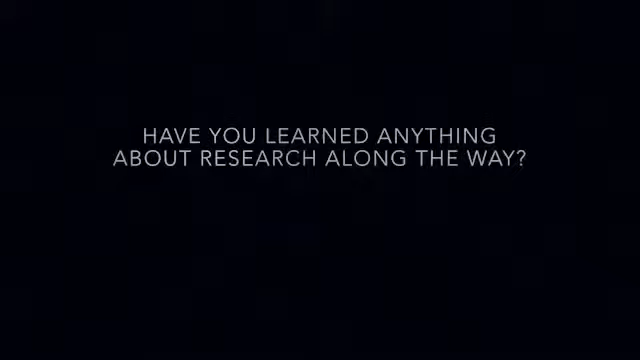 HAVE YOU LEARNED ANYTHING
ABOUT RESEARCH ALONG THE WAY?